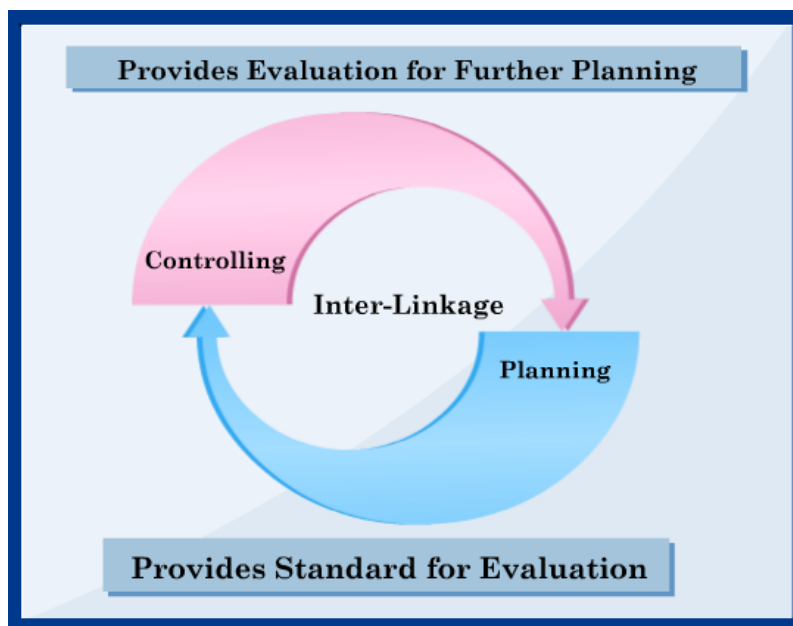 Provides Evaluation for Further Planning
Controlling
Inter-Linkage
Planning
Provides Standard for Evaluation